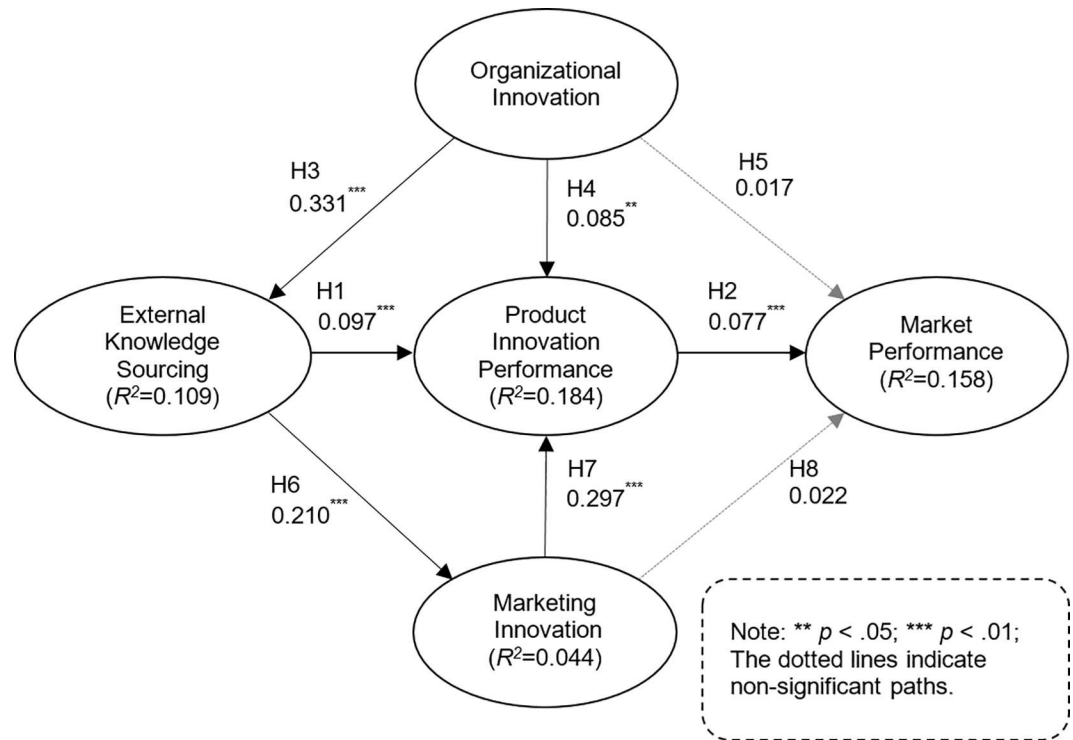 Organizational
Innovation
H3
0.331***
H4
0.085**
H5
0.017
External
Knowledge
Sourcing
(R²=0.109)
H1
0.097***
Product
Innovation
Performance
(R²=0.184)
H2
0.077***
Market
Performance
(R²=0.158)
H6
0.210***
H7
0.297***
H8
0.022
Marketing
Innovation
(R²=0.044)
Note: ** p < .05; *** p < .01;
The dotted lines indicate
non-significant paths.